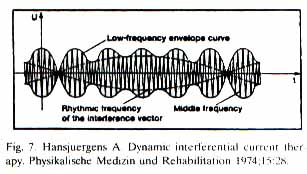 U
Low-frequency envelope curve
t
Rhythmic frequency
of the interference vector
Middle frequency
Fig. 7. Hansjuergens A. Dynamic interferential current ther
apy. Physikalische Medizin und Rehabilitation 1974;15:28.